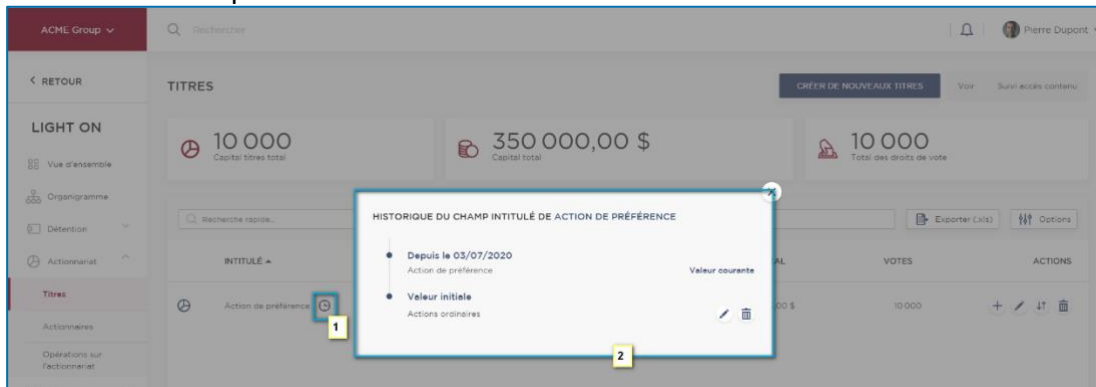 ACME Group
Rechercher
Pierre Dupont
RETOUR
TITRES
CRÉER DE NOUVEAUX TITRES
Voir
Suivi accès contenu
LIGHT ON
10 000
Capital titres total
350 000,00 $
Capital total
10 000
Total des droits de vote
Vue d'ensemble
Organigramme
Détention
Actionnariat
Titres
Actionnaires
Opérations sur
l'actionnariat
Recherche rapide...
Exporter (.xls)
Options
INTITULÉ
VOTES
ACTIONS
Action de préférence
10 000
1
HISTORIQUE DU CHAMP INTITULÉ DE ACTION DE PRÉFÉRENCE
Depuis le 03/07/2020
Action de préférence
Valeur courante
Valeur initiale
Actions ordinaires
2